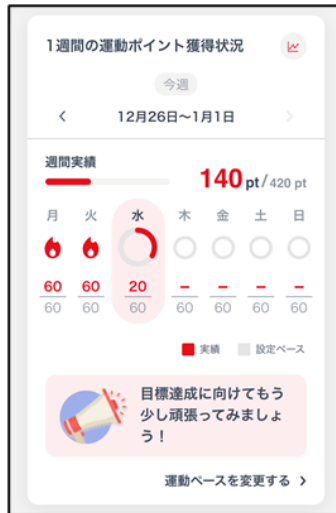 1週間の運動ポイント獲得状況
今週
12月26日〜1月1日
週間実績
140 pt/420 pt
月 火 水 木 金 土 日
60 60 20 – – – –
60 60 60 60 60 60 60
実績 設定ペース
目標達成に向けてもう
少し頑張ってみましょ
う！
運動ペースを変更する